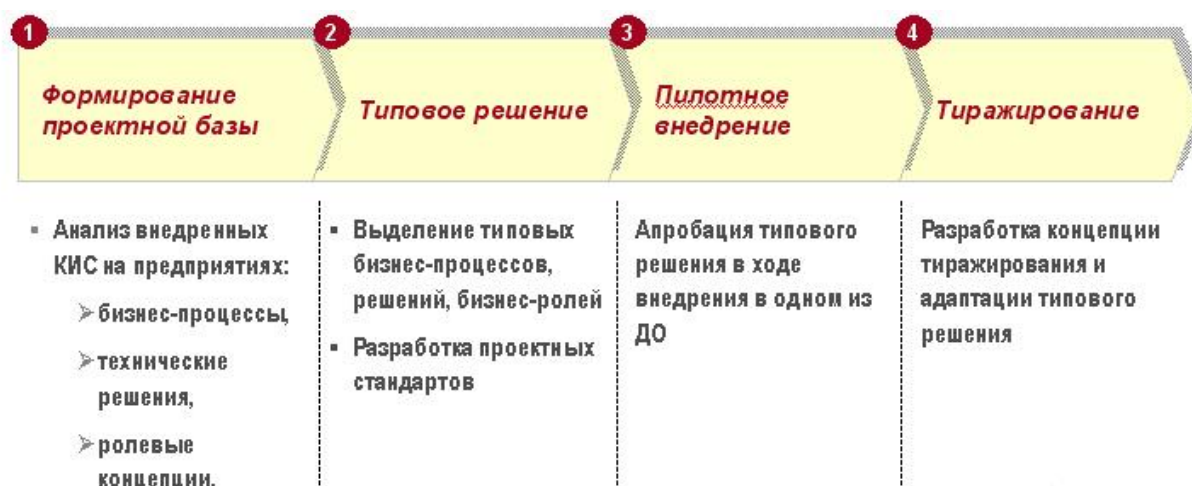 1
Формирование
проектной базы
2
Типовое решение
3
Пилотное
внедрение
4
Тиражирование
▪ Анализ внедренных
КИС на предприятиях:
➢бизнес-процессы,
➢технические
решения,
➢ролевые
концепции.
▪ Выделение типовых
бизнес-процессов,
решений, бизнес-ролей
▪ Разработка проектных
стандартов
Апробация типового
решения в ходе
внедрения в одном из
ДО
Разработка концепции
тиражирования и
адаптации типового
решения